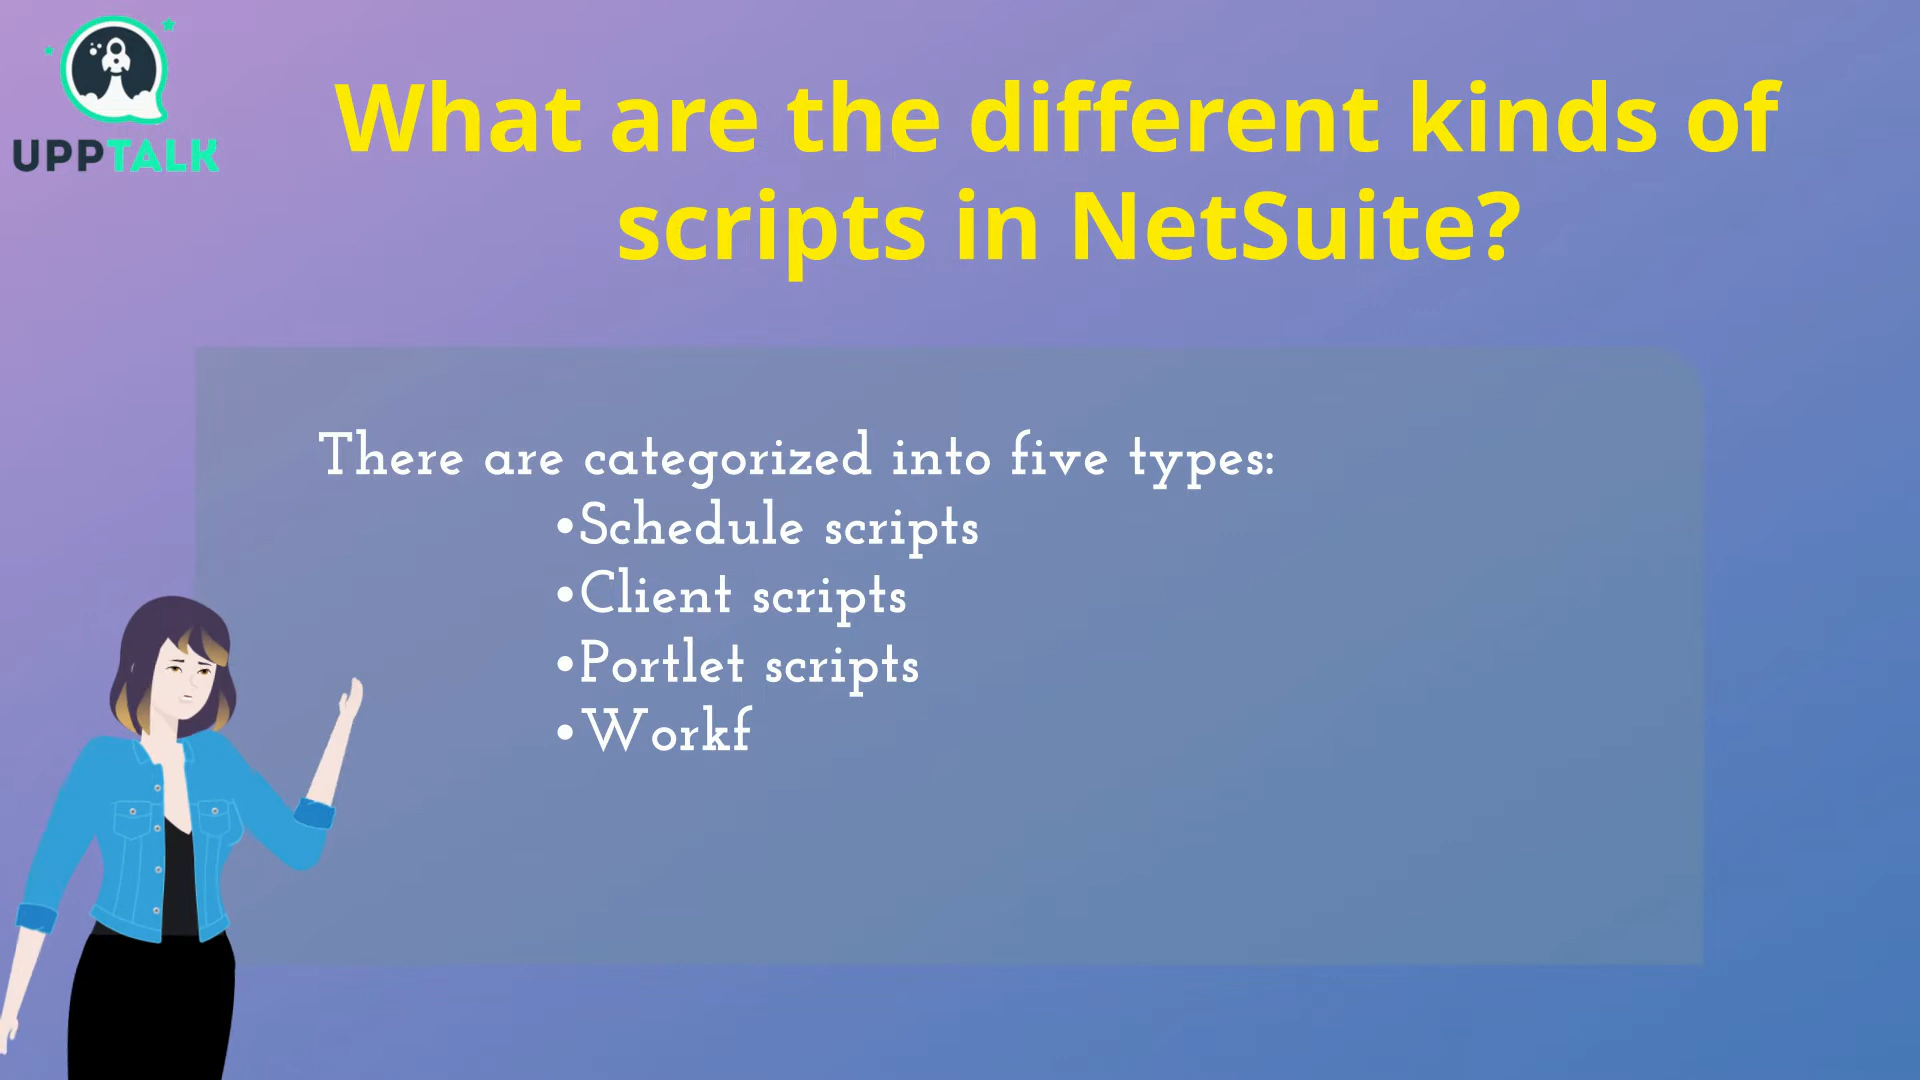 UPPTALK
What are the different kinds of
scripts in NetSuite?
There are categorized into five types:
•Schedule scripts
•Client scripts
•Portlet scripts
•Workf